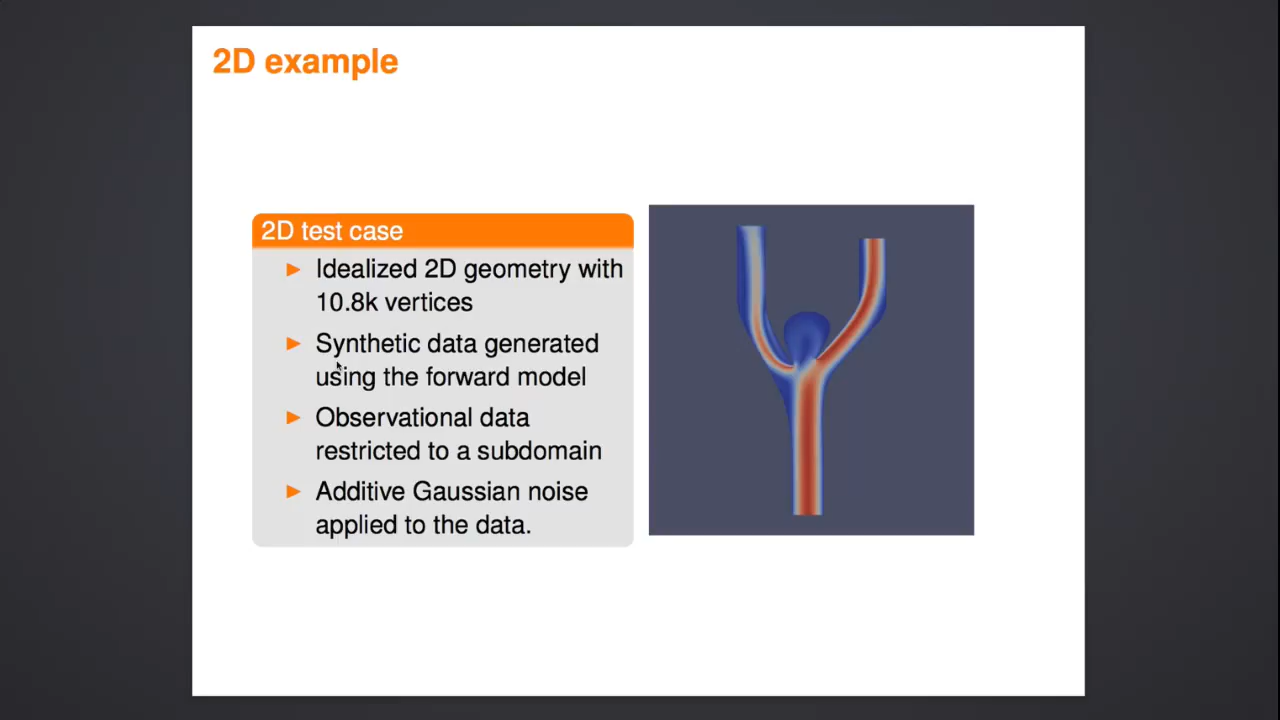 2D example
2D test case
Idealized 2D geometry with
10.8k vertices
Synthetic data generated
using the forward model
Observational data
restricted to a subdomain
Additive Gaussian noise
applied to the data.